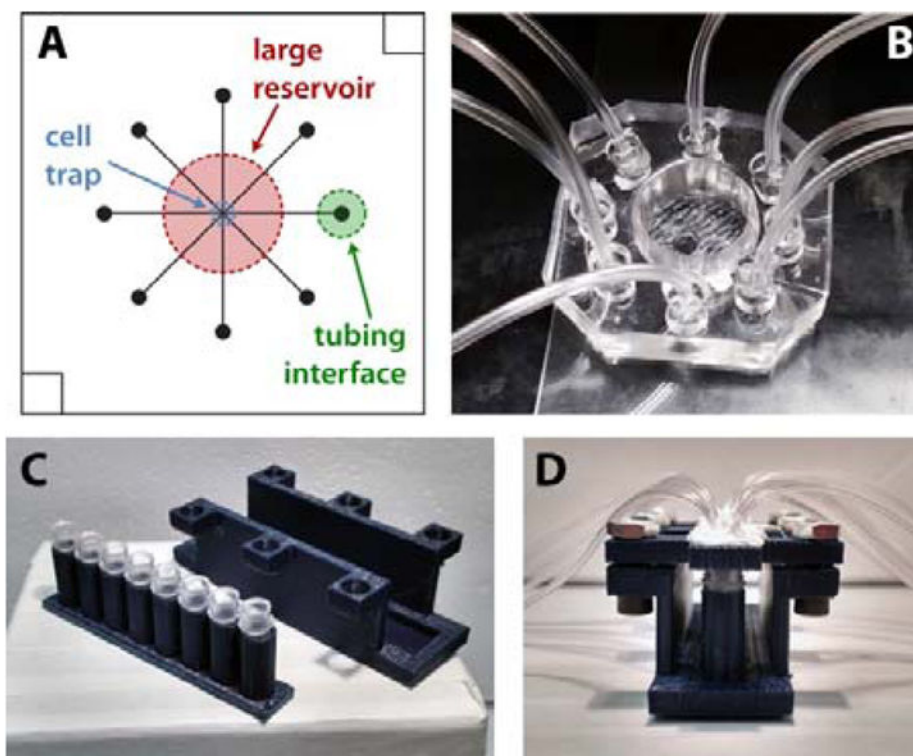 A
large
reservoir
cell
trap
tubing
interface
B
C
D